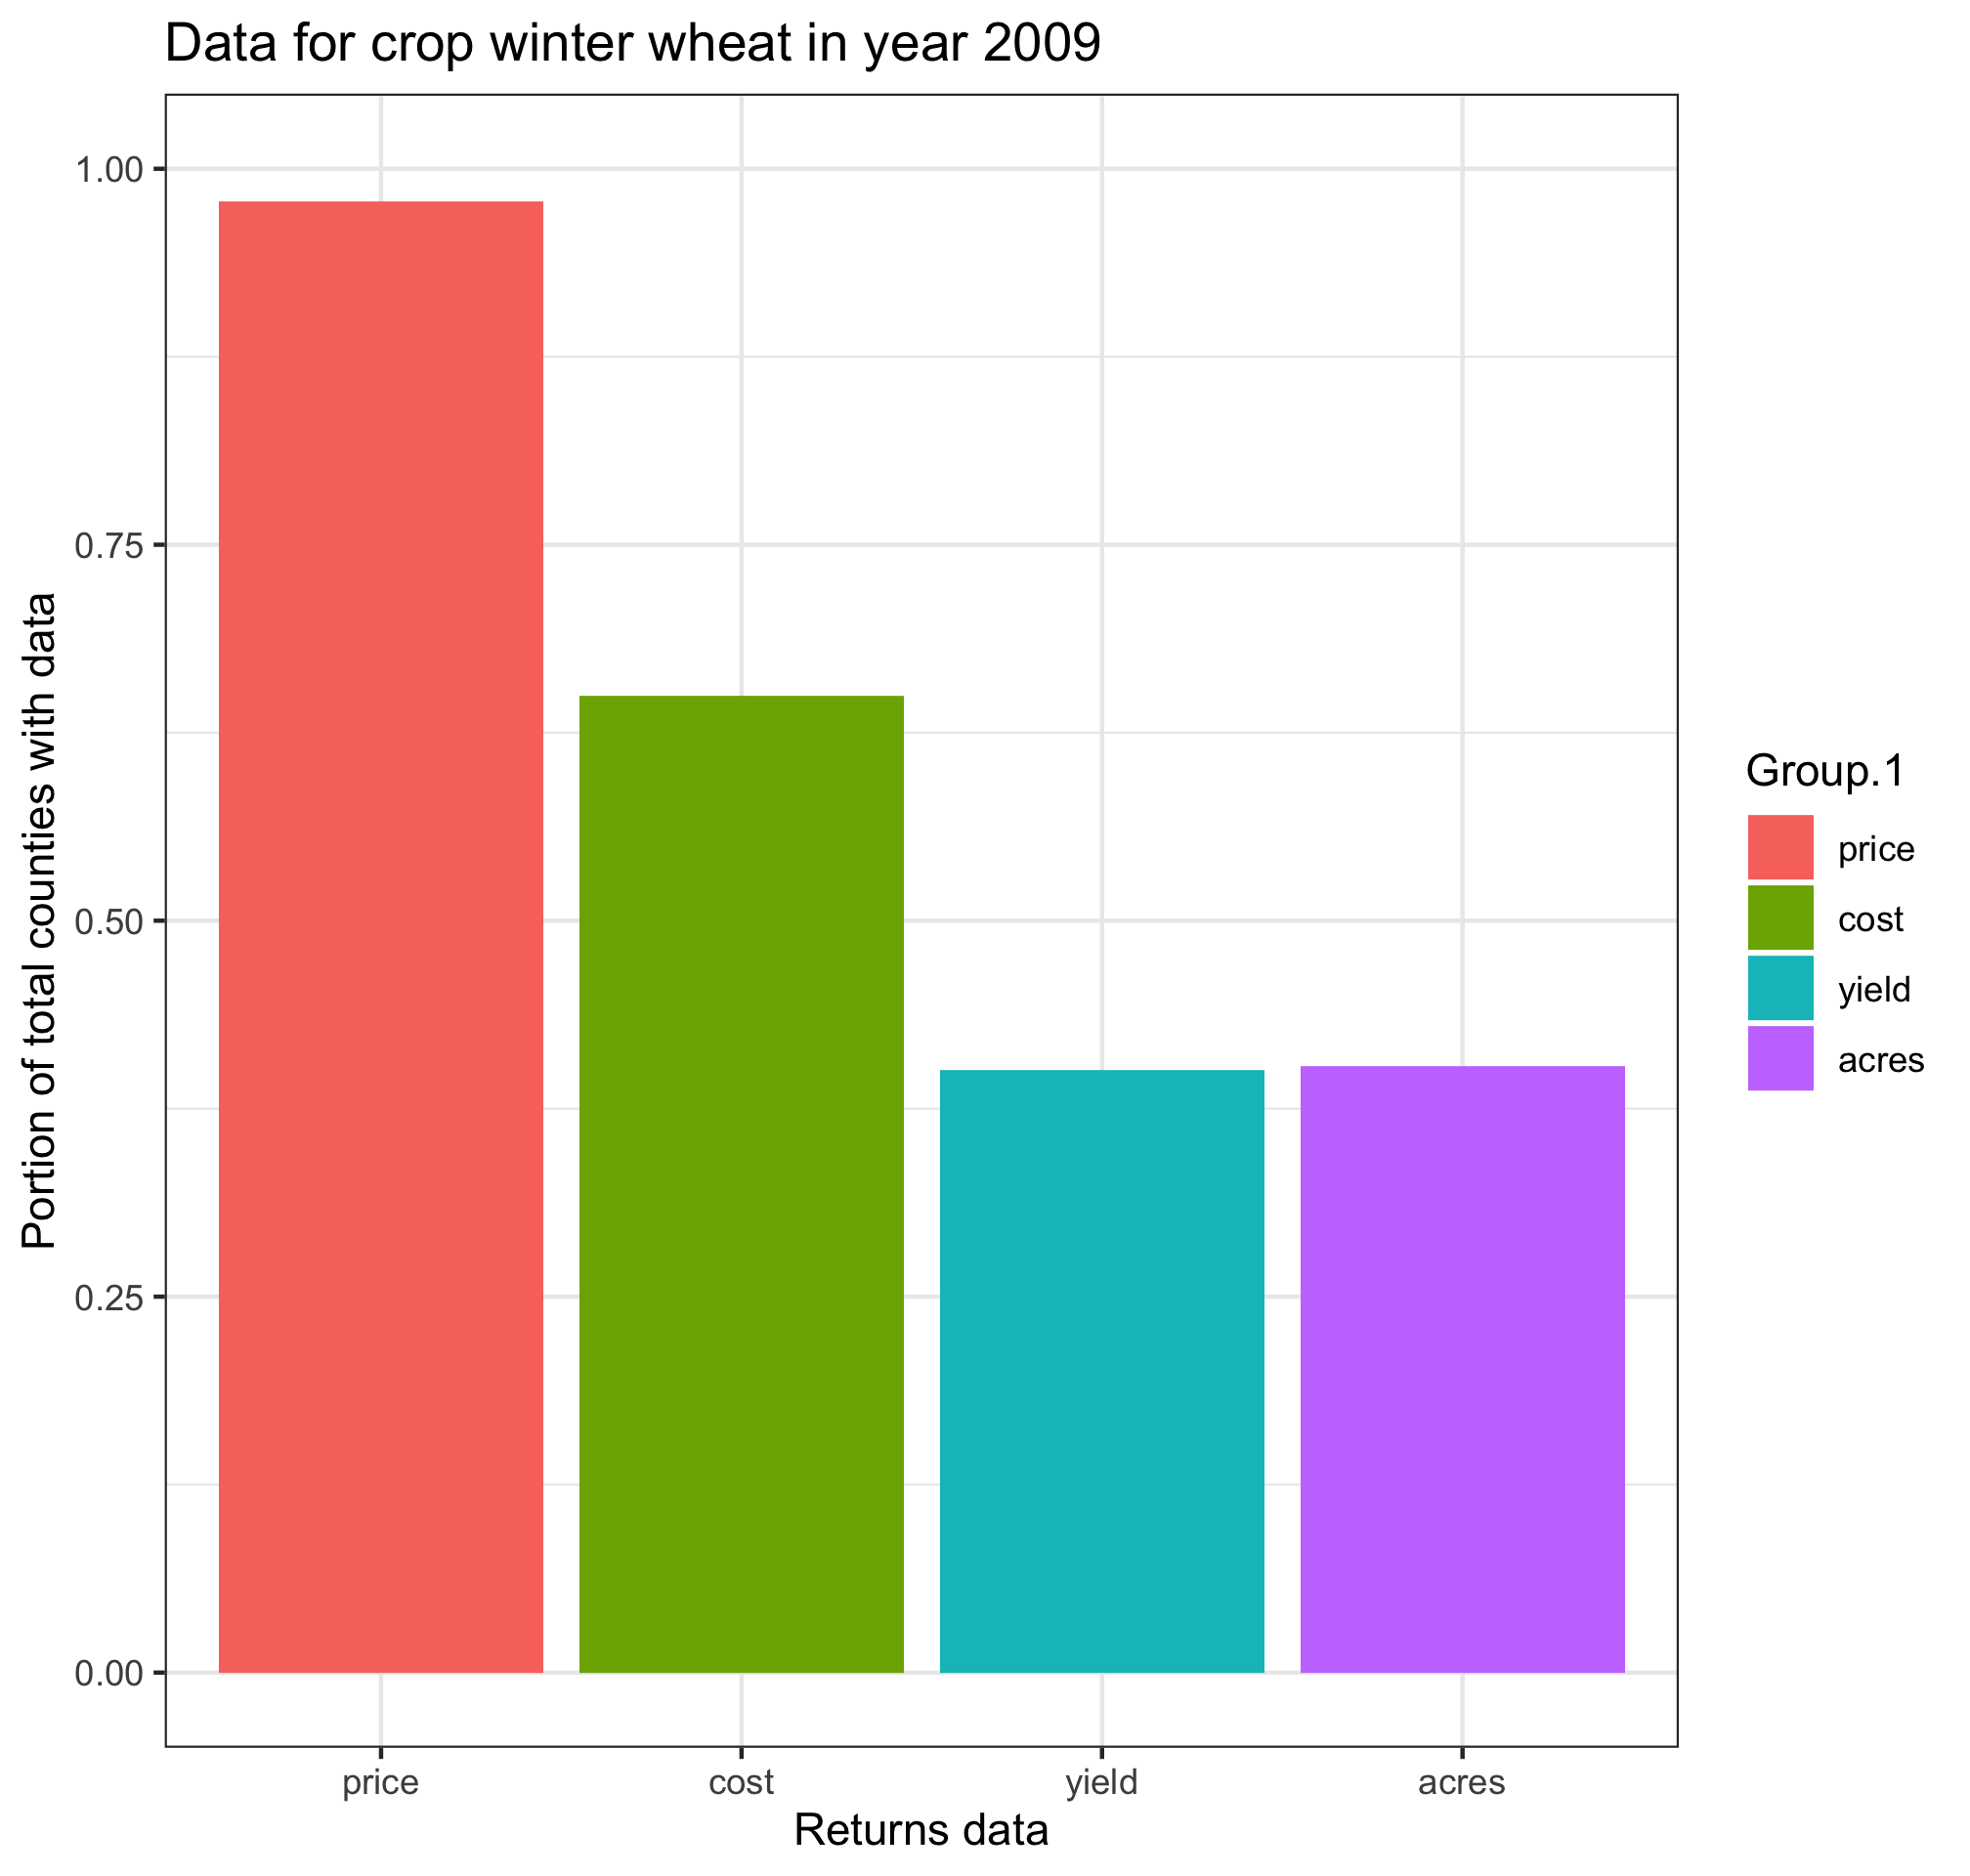 Data for crop winter wheat in year 2009
Portion of total counties with data
1.00
0.75
0.50
0.25
0.00
price
cost
yield
acres
Returns data
Group.1
price
cost
yield
acres